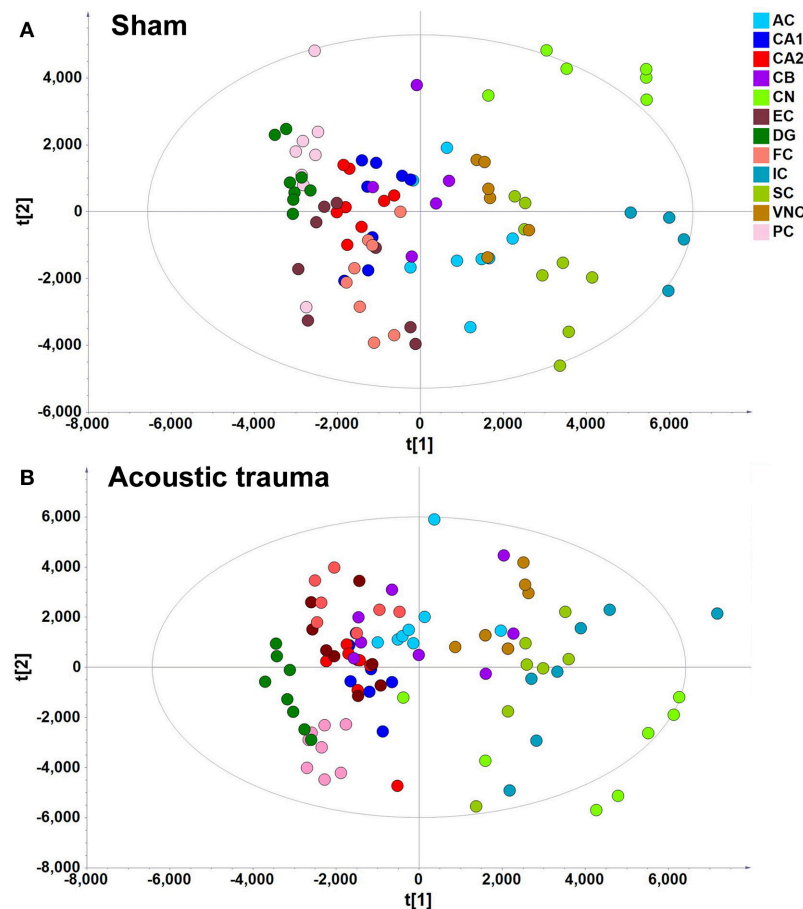 A
Sham
AC
CA1
CA2
CB
CN
EC
DG
FC
IC
SC
VNC
PC
t[2]
4,000
2,000
0
-2,000
-4,000
-6,000
-8,000 -6,000 -4,000 -2,000 0 2,000 4,000 6,000
t[1]
B
Acoustic trauma
t[2]
6,000
4,000
2,000
0
-2,000
-4,000
-6,000
-8,000
-8,000 -6,000 -4,000 -2,000 0 2,000 4,000 6,000
t[1]